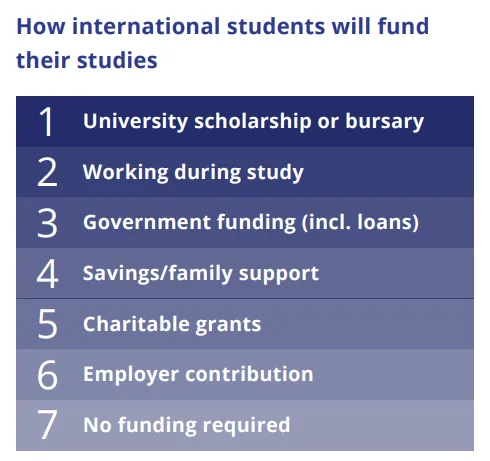 How international students will fund
their studies
1 University scholarship or bursary
2 Working during study
3 Government funding (incl. loans)
4 Savings/family support
5 Charitable grants
6 Employer contribution
7 No funding required